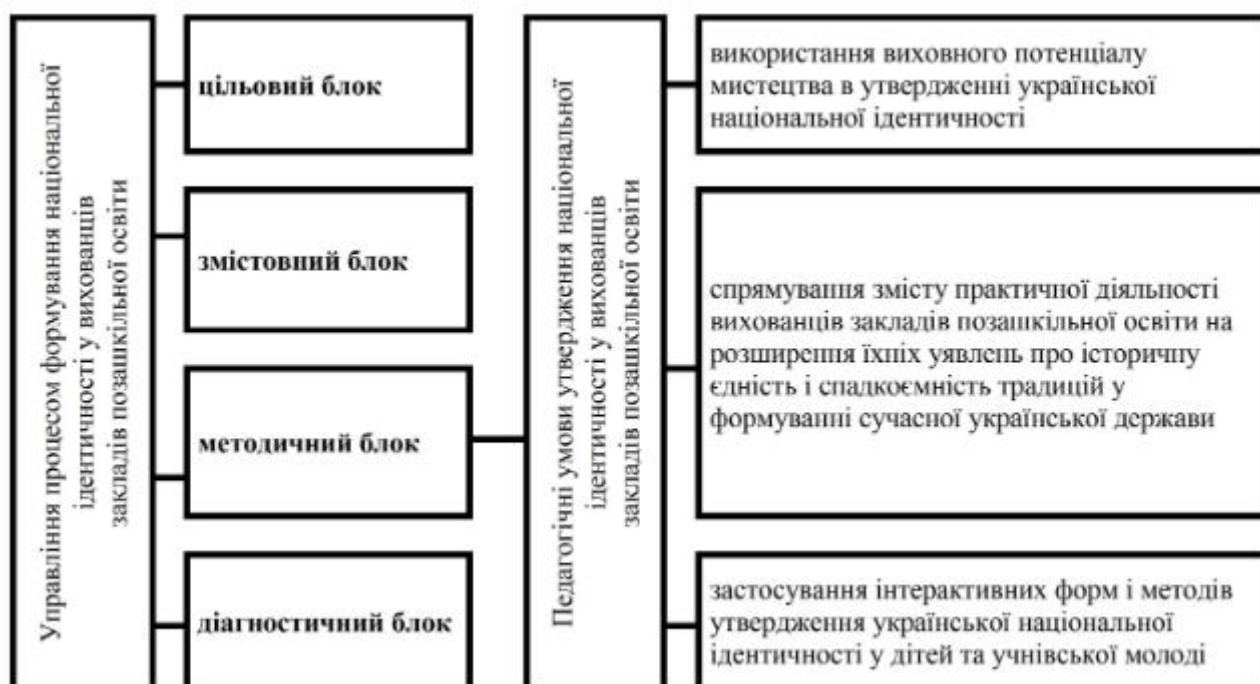 Управління процесом формування національної
ідентичності у вихованців
закладів позашкільної освіти
цільовий блок
змістовний блок
методичний блок
діагностичний блок
Педагогічні умови утвердження національної
ідентичності у вихованців
закладів позашкільної освіти
використання виховного потенціалу
мистецтва в утвердженні української
національної ідентичності
спрямування змісту практичної діяльності
вихованців закладів позашкільної освіти на
розширення їхніх уявлень про історичну
єдність і спадкоємність традицій у
формуванні сучасної української держави
застосування інтерактивних форм і методів
утвердження української національної
ідентичності у дітей та учнівської молоді